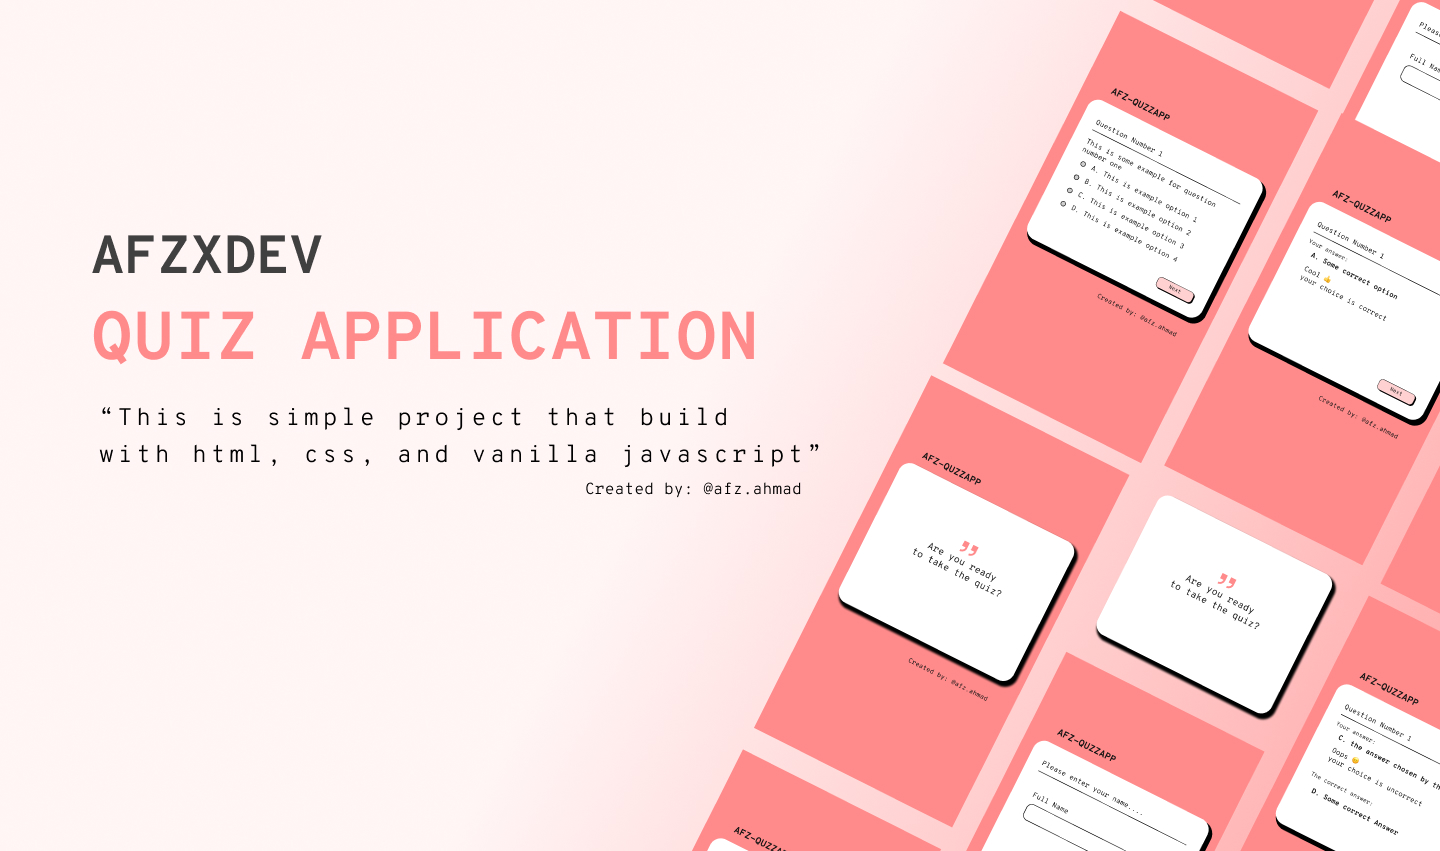 AFZXDEV
QUIZ APPLICATION
“This is simple project that build
with html, css, and vanilla javascript”
Created by: @afz.ahmad
AFZ-QUZZAPP
Question Number 1
This is some example for question
number one
A. This is example option 1
B. This is example option 2
C. This is example option 3
D. This is example option 4
Next
Created by: @afz.ahmad
Full
AFZ-QUZZAPP
Question Number 1
Your answer:
A. Some correct option
Cool 👍
your choice is correct
Next
Created by: @afz.ahmad
AFZ-QUZZAPP
Are you ready
to take the quiz?
Created by: @afz.ahmad
Are you ready
to take the quiz?
AFZ-QUZZAPP
Please enter your name....
Full Name
AFZ-QUZZAPP
Question Number 1
Your answer:
C. the answer chosen by
Oops
your choice is uncorrect
The correct answer:
D. Some correct Answer
AFZ-QUZZAPP